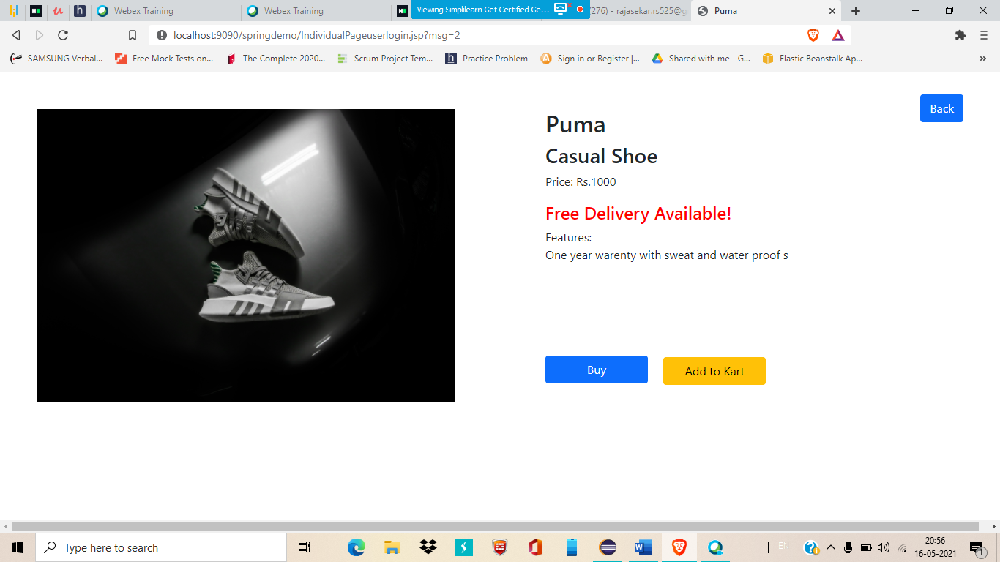 Webex Training
Webex Training
Viewing Simplilearn Get Certified Ge...
(276) - rajasekar.rs525@g
Puma
localhost:9090/springdemo/IndividualPageuserlogin.jsp?msg=2
SAMSUNG Verbal...
Free Mock Tests on...
The Complete 2020...
Scrum Project Tem...
Practice Problem
Sign in or Register |...
Shared with me - G...
Elastic Beanstalk Ap...
»
Back
Puma
Casual Shoe
Price: Rs.1000
Free Delivery Available!
Features:
One year warenty with sweat and water proof s
Buy
Add to Kart
Type here to search
EN
20:56
16-05-2021
1